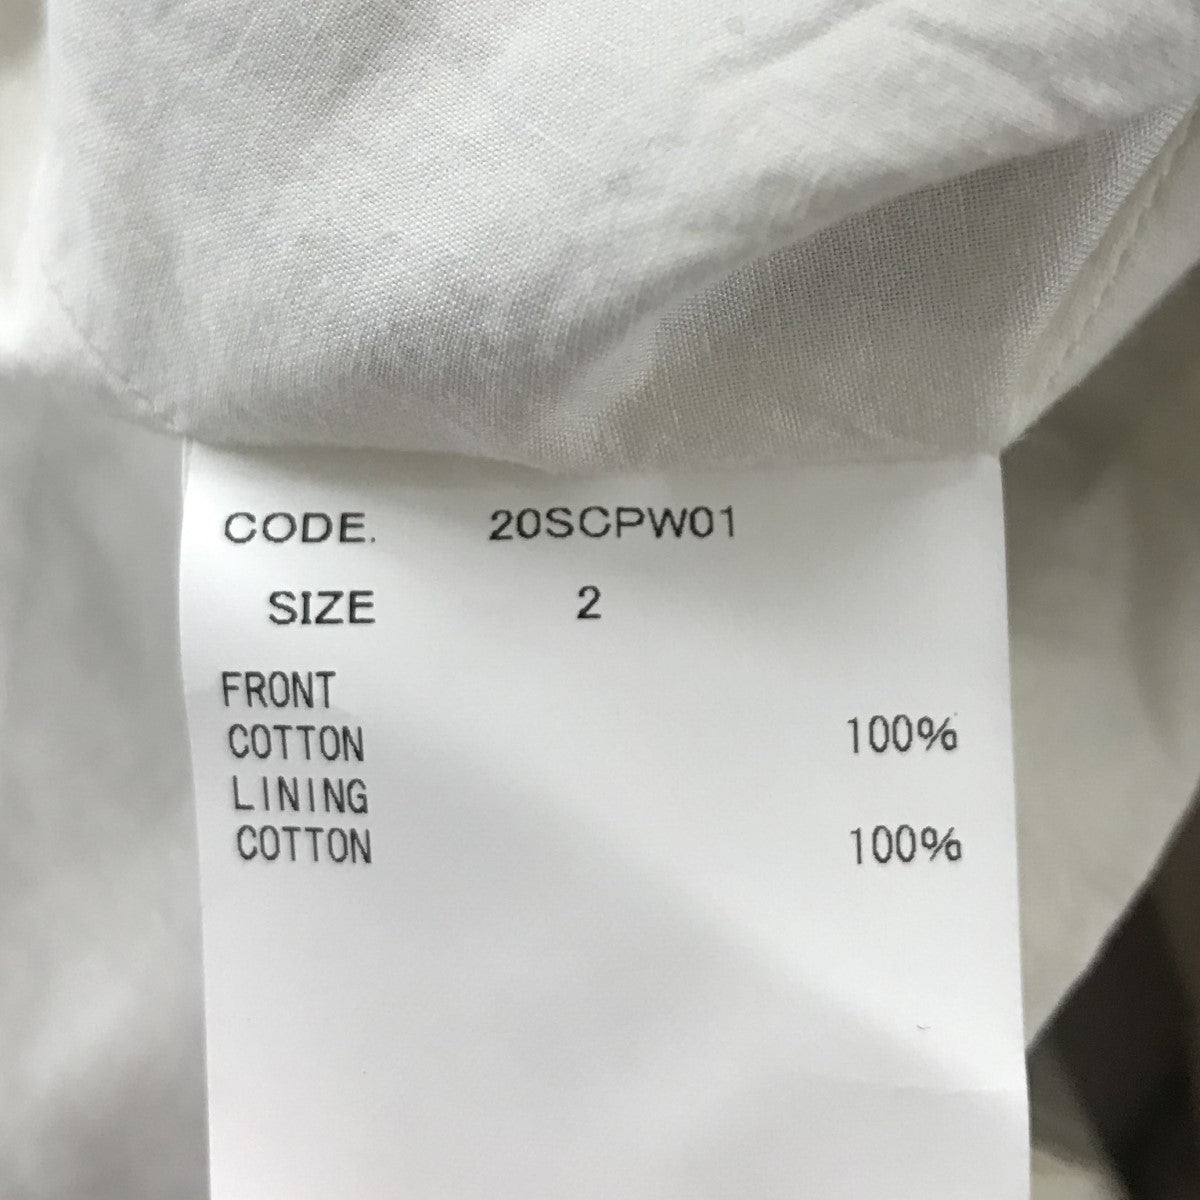 CODE. 20SCPW01
SIZE 2
FRONT
COTTON 100%
LINING
COTTON 100%